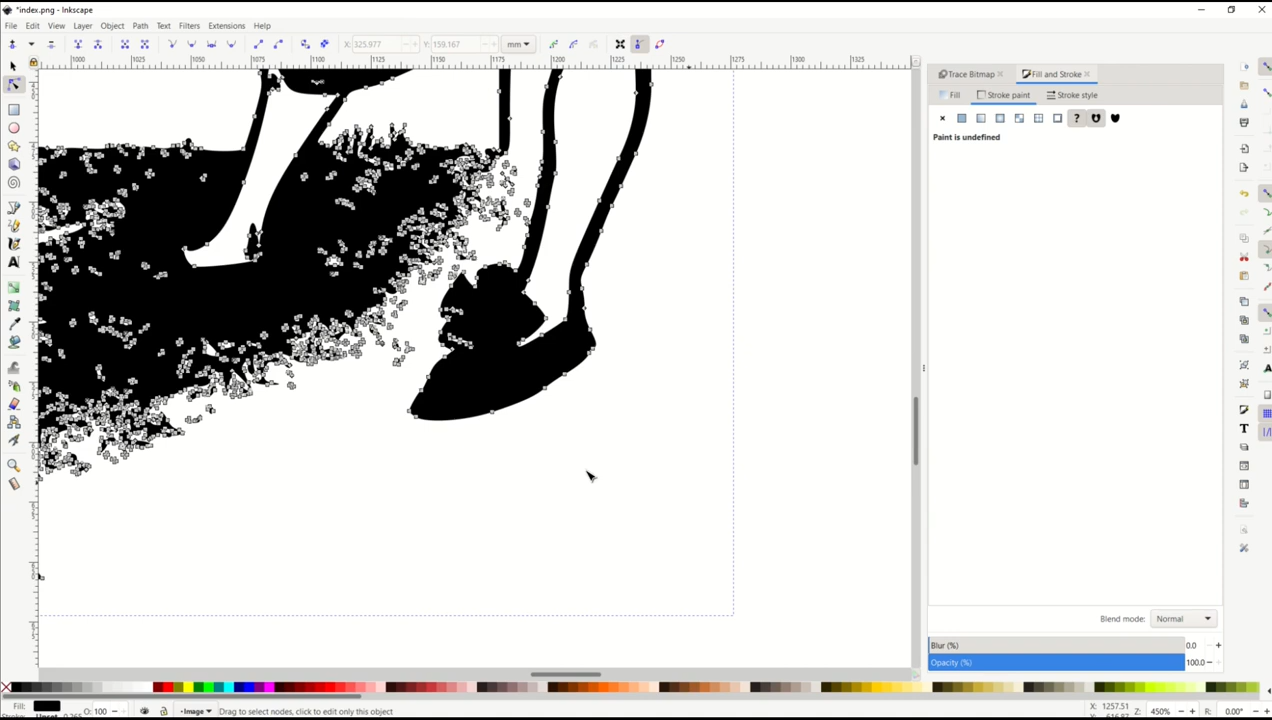 *index.png - Inkscape
File Edit View Layer Object Path Text Filters Extensions Help
X: 325.977 Y: 159.167 mm
1000 1025 1050 1075 1100 1125 1150 1175 1200 1225 1250 1275 1300 1325
Trace Bitmap Fill and Stroke
Fill Stroke paint Stroke style
Paint is undefined
Blend mode: Normal
Blur (%) 0.0
Opacity (%) 100.0
Fill: O: 100 Image Drag to select nodes, click to edit only this object X: 1257.51 Z: 450% R: 0.00°